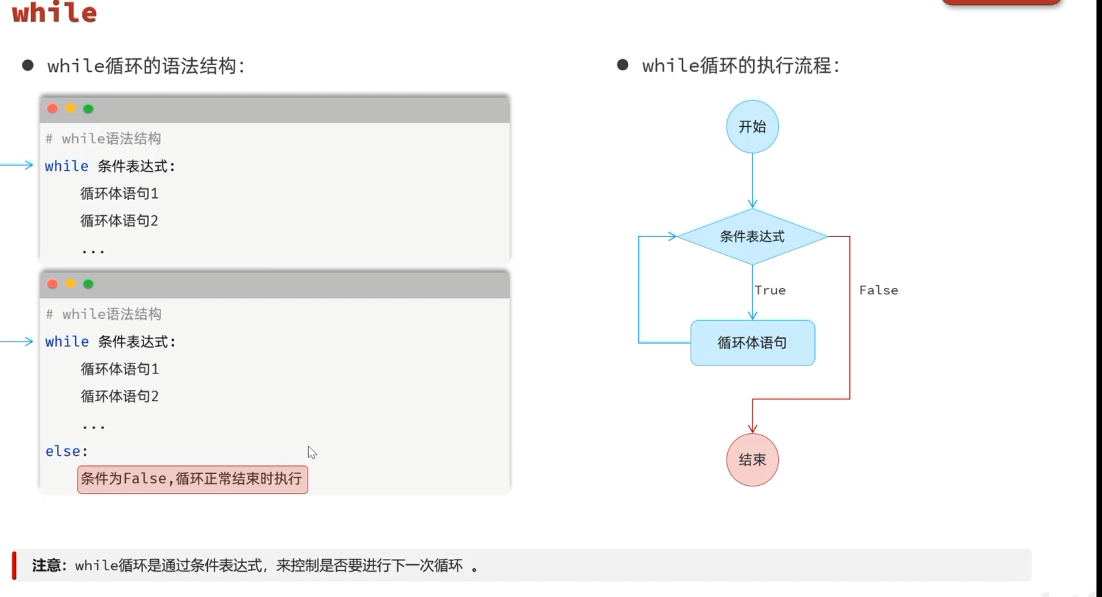 while
● while循环的语法结构：
# while语法结构
while 条件表达式:
循环体语句1
循环体语句2
...
# while语法结构
while 条件表达式:
循环体语句1
循环体语句2
...
else:
条件为False,循环正常结束时执行
● while循环的执行流程：
开始
条件表达式
True
False
循环体语句
结束
注意：while循环是通过条件表达式，来控制是否要进行下一次循环 。